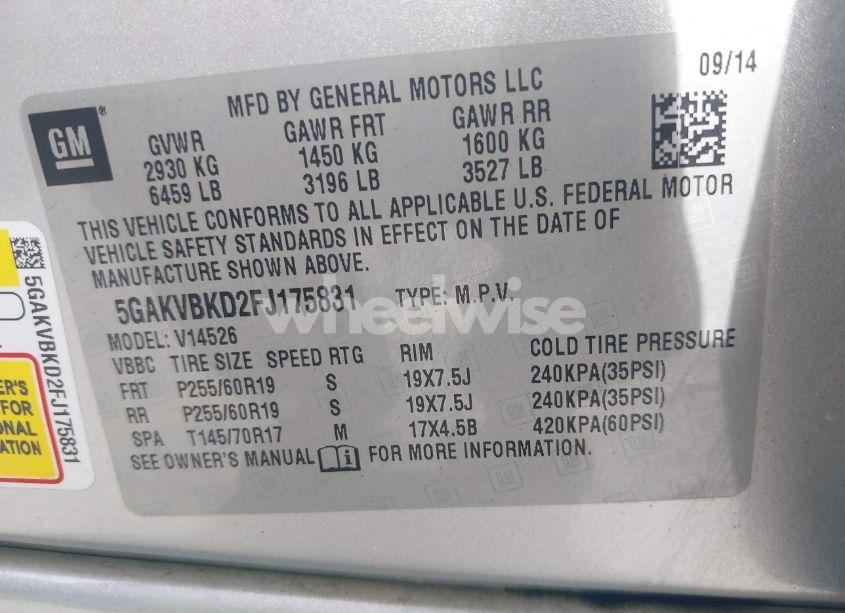 09/14
MFD BY GENERAL MOTORS LLC
GM®
GVWR GAWR FRT GAWR RR
2930 KG 1450 KG 1600 KG
6459 LB 3196 LB 3527 LB
THIS VEHICLE CONFORMS TO ALL APPLICABLE U.S. FEDERAL MOTOR
VEHICLE SAFETY STANDARDS IN EFFECT ON THE DATE OF
MANUFACTURE SHOWN ABOVE.
5GAKVBKD2FJ175831 TYPE: M.P.V.
wheelwise
MODEL: V14526
VBBC TIRE SIZE SPEED RTG RIM COLD TIRE PRESSURE
FRT P255/60R19 S 19X7.5J 240KPA(35PSI)
RR P255/60R19 S 19X7.5J 240KPA(35PSI)
SPA T145/70R17 M 17X4.5B 420KPA(60PSI)
SEE OWNER'S MANUAL i FOR MORE INFORMATION.
5GAKVBKD2FJ175831
ER'S
FOR
ONAL
ATION